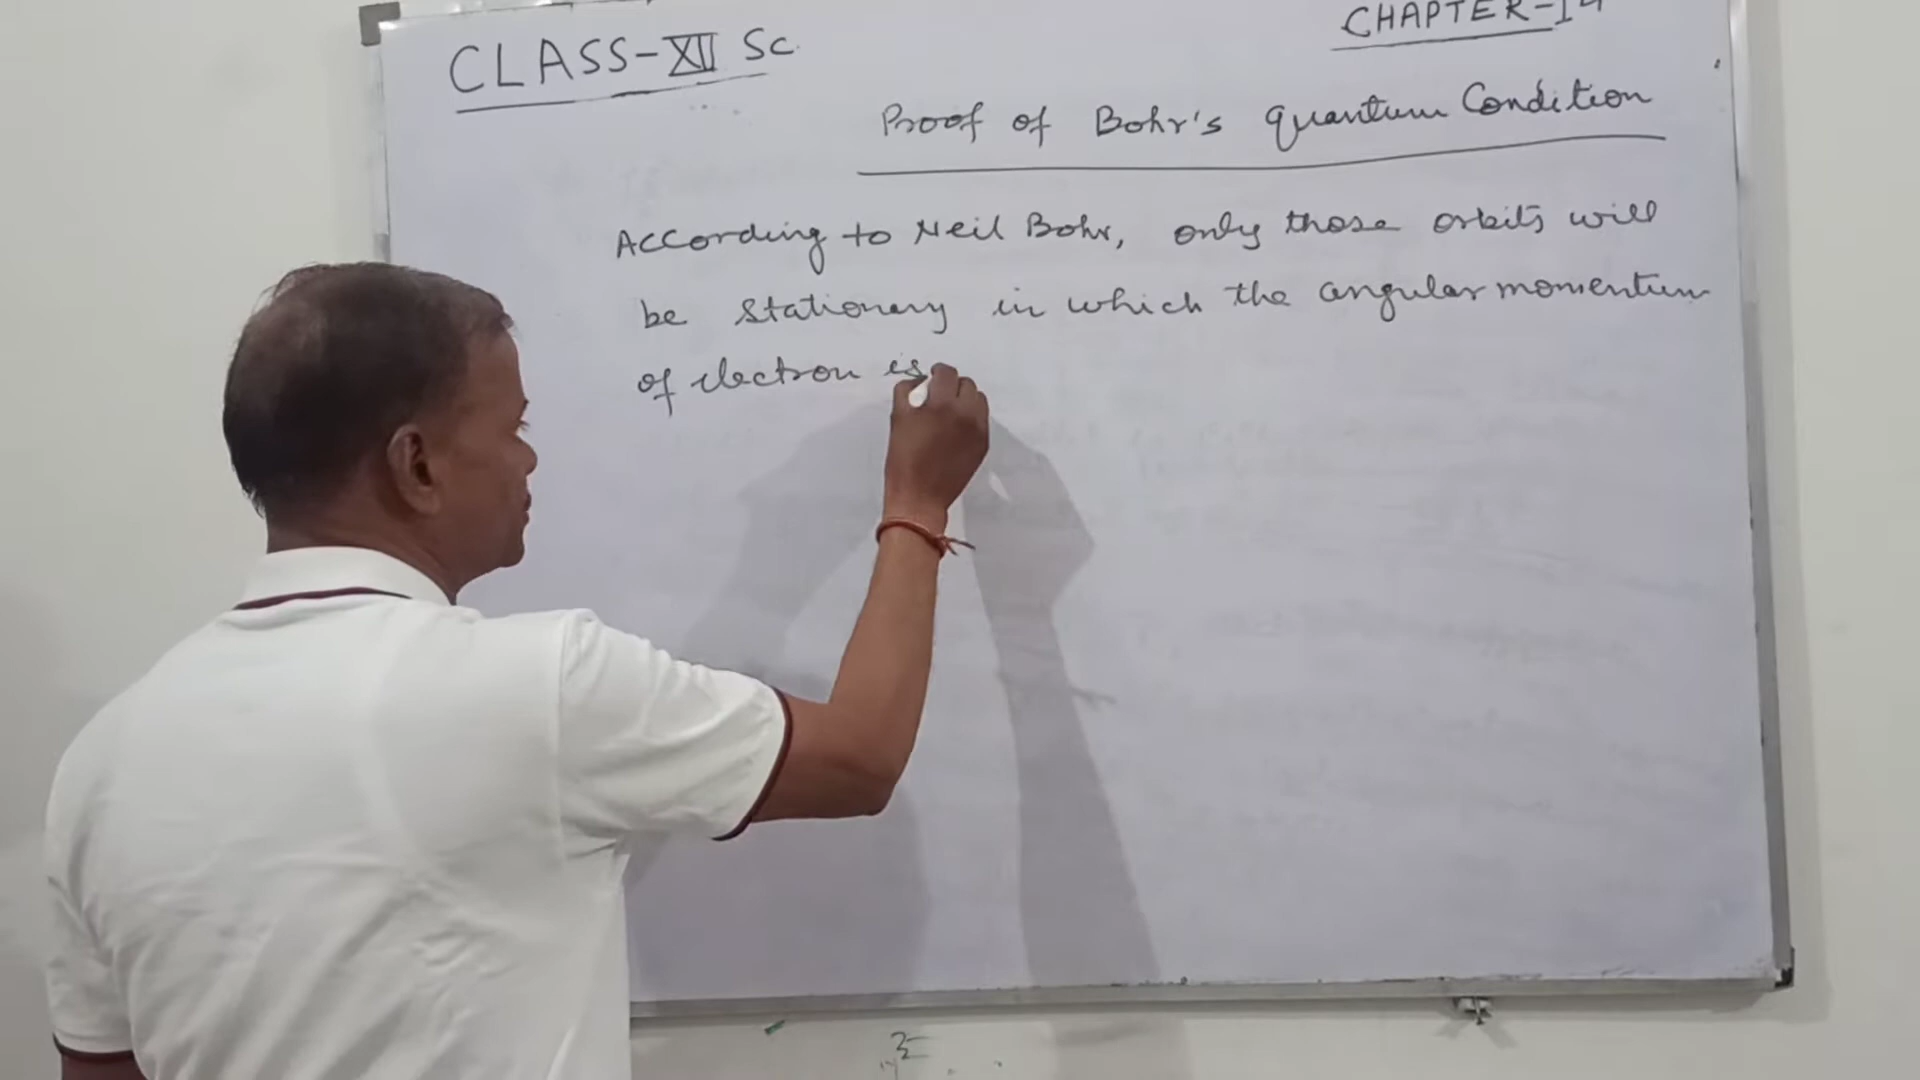 CLASS-XII Sc.
CHAPTER-14
Proof of Bohr's Quantum Condition
According to Neil Bohr, only those orbits will
be stationary in which the angular momentum
of electron is